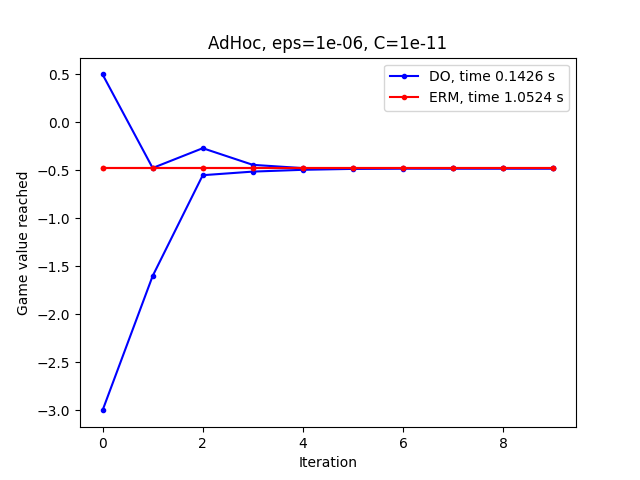 AdHoc, eps=1e-06, C=1e-11
DO, time 0.1426 s
ERM, time 1.0524 s
Game value reached
0.5
0.0
−0.5
−1.0
−1.5
−2.0
−2.5
−3.0
0 2 4 6 8
Iteration